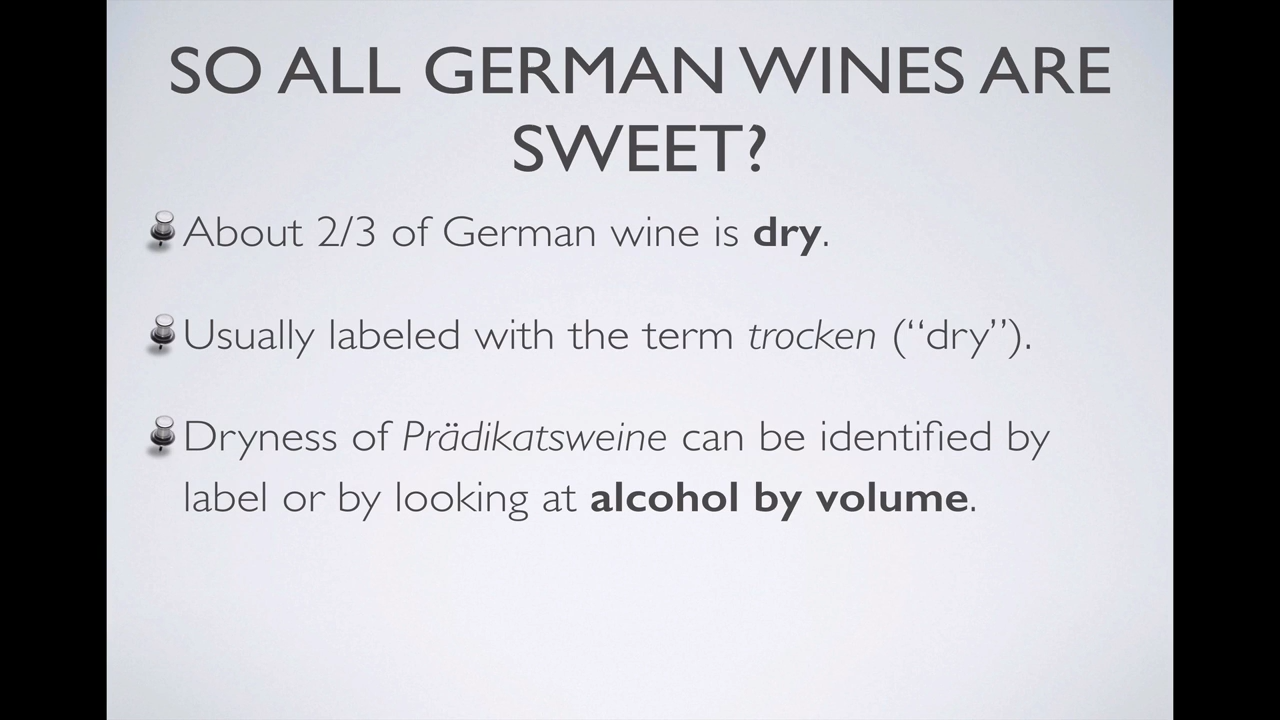 SO ALL GERMAN WINES ARE
SWEET?
About 2/3 of German wine is dry.
Usually labeled with the term trocken (“dry”).
Dryness of Prädikatsweine can be identified by
label or by looking at alcohol by volume.